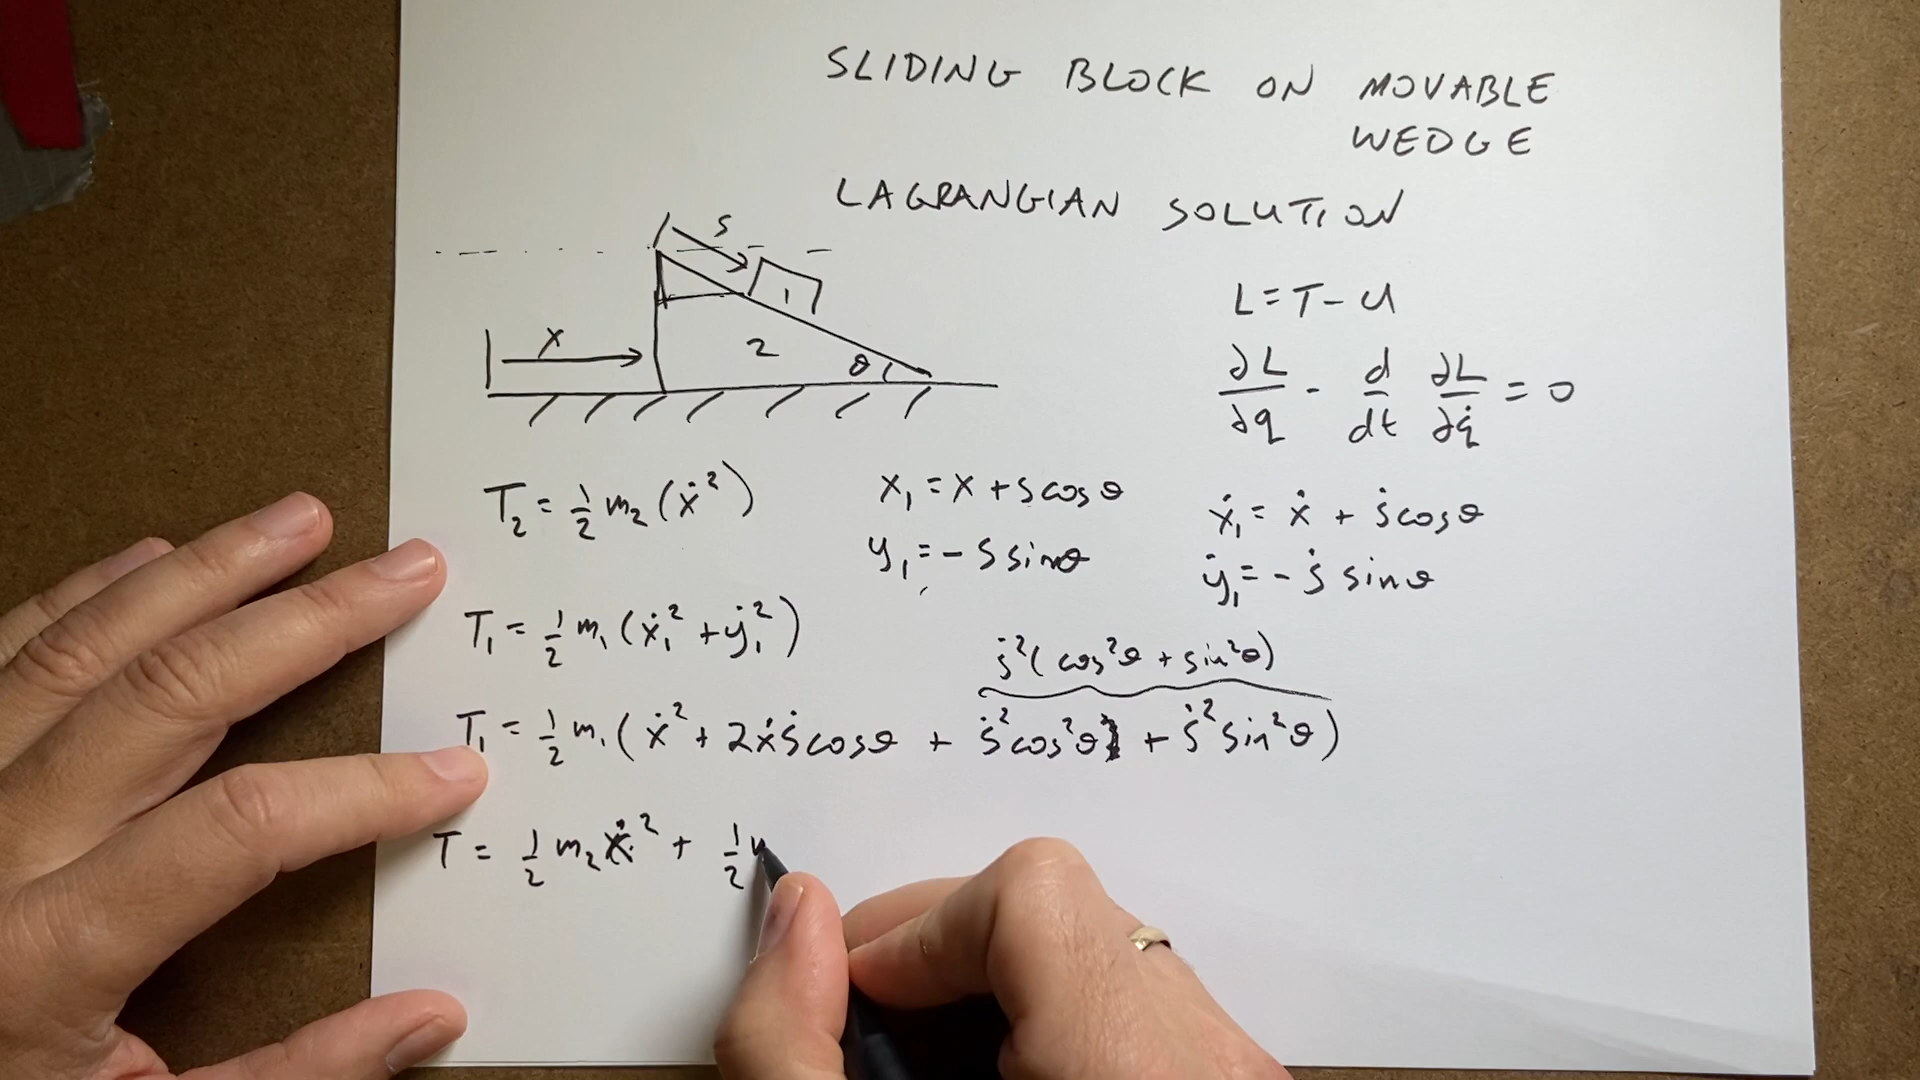 SLIDING BLOCK ON MOVABLE
WEDGE
LAGRANGIAN SOLUTION
S
1
X
2
θ
L = T - U
∂L/∂q - d/dt ∂L/∂q̇ = 0
T₂ = ½ m₂ (ẋ²)
x₁ = x + s cos θ
y₁ = - s sin θ
ẋ₁ = ẋ + ṡ cos θ
ẏ₁ = - ṡ sin θ
T₁ = ½ m₁ (ẋ₁² + ẏ₁²)
ṡ² (cos²θ + sin²θ)
T₁ = ½ m₁ (ẋ² + 2ẋṡ cos θ + ṡ² cos²θ + ṡ² sin²θ)
T = ½ m₂ ẋ² + ½